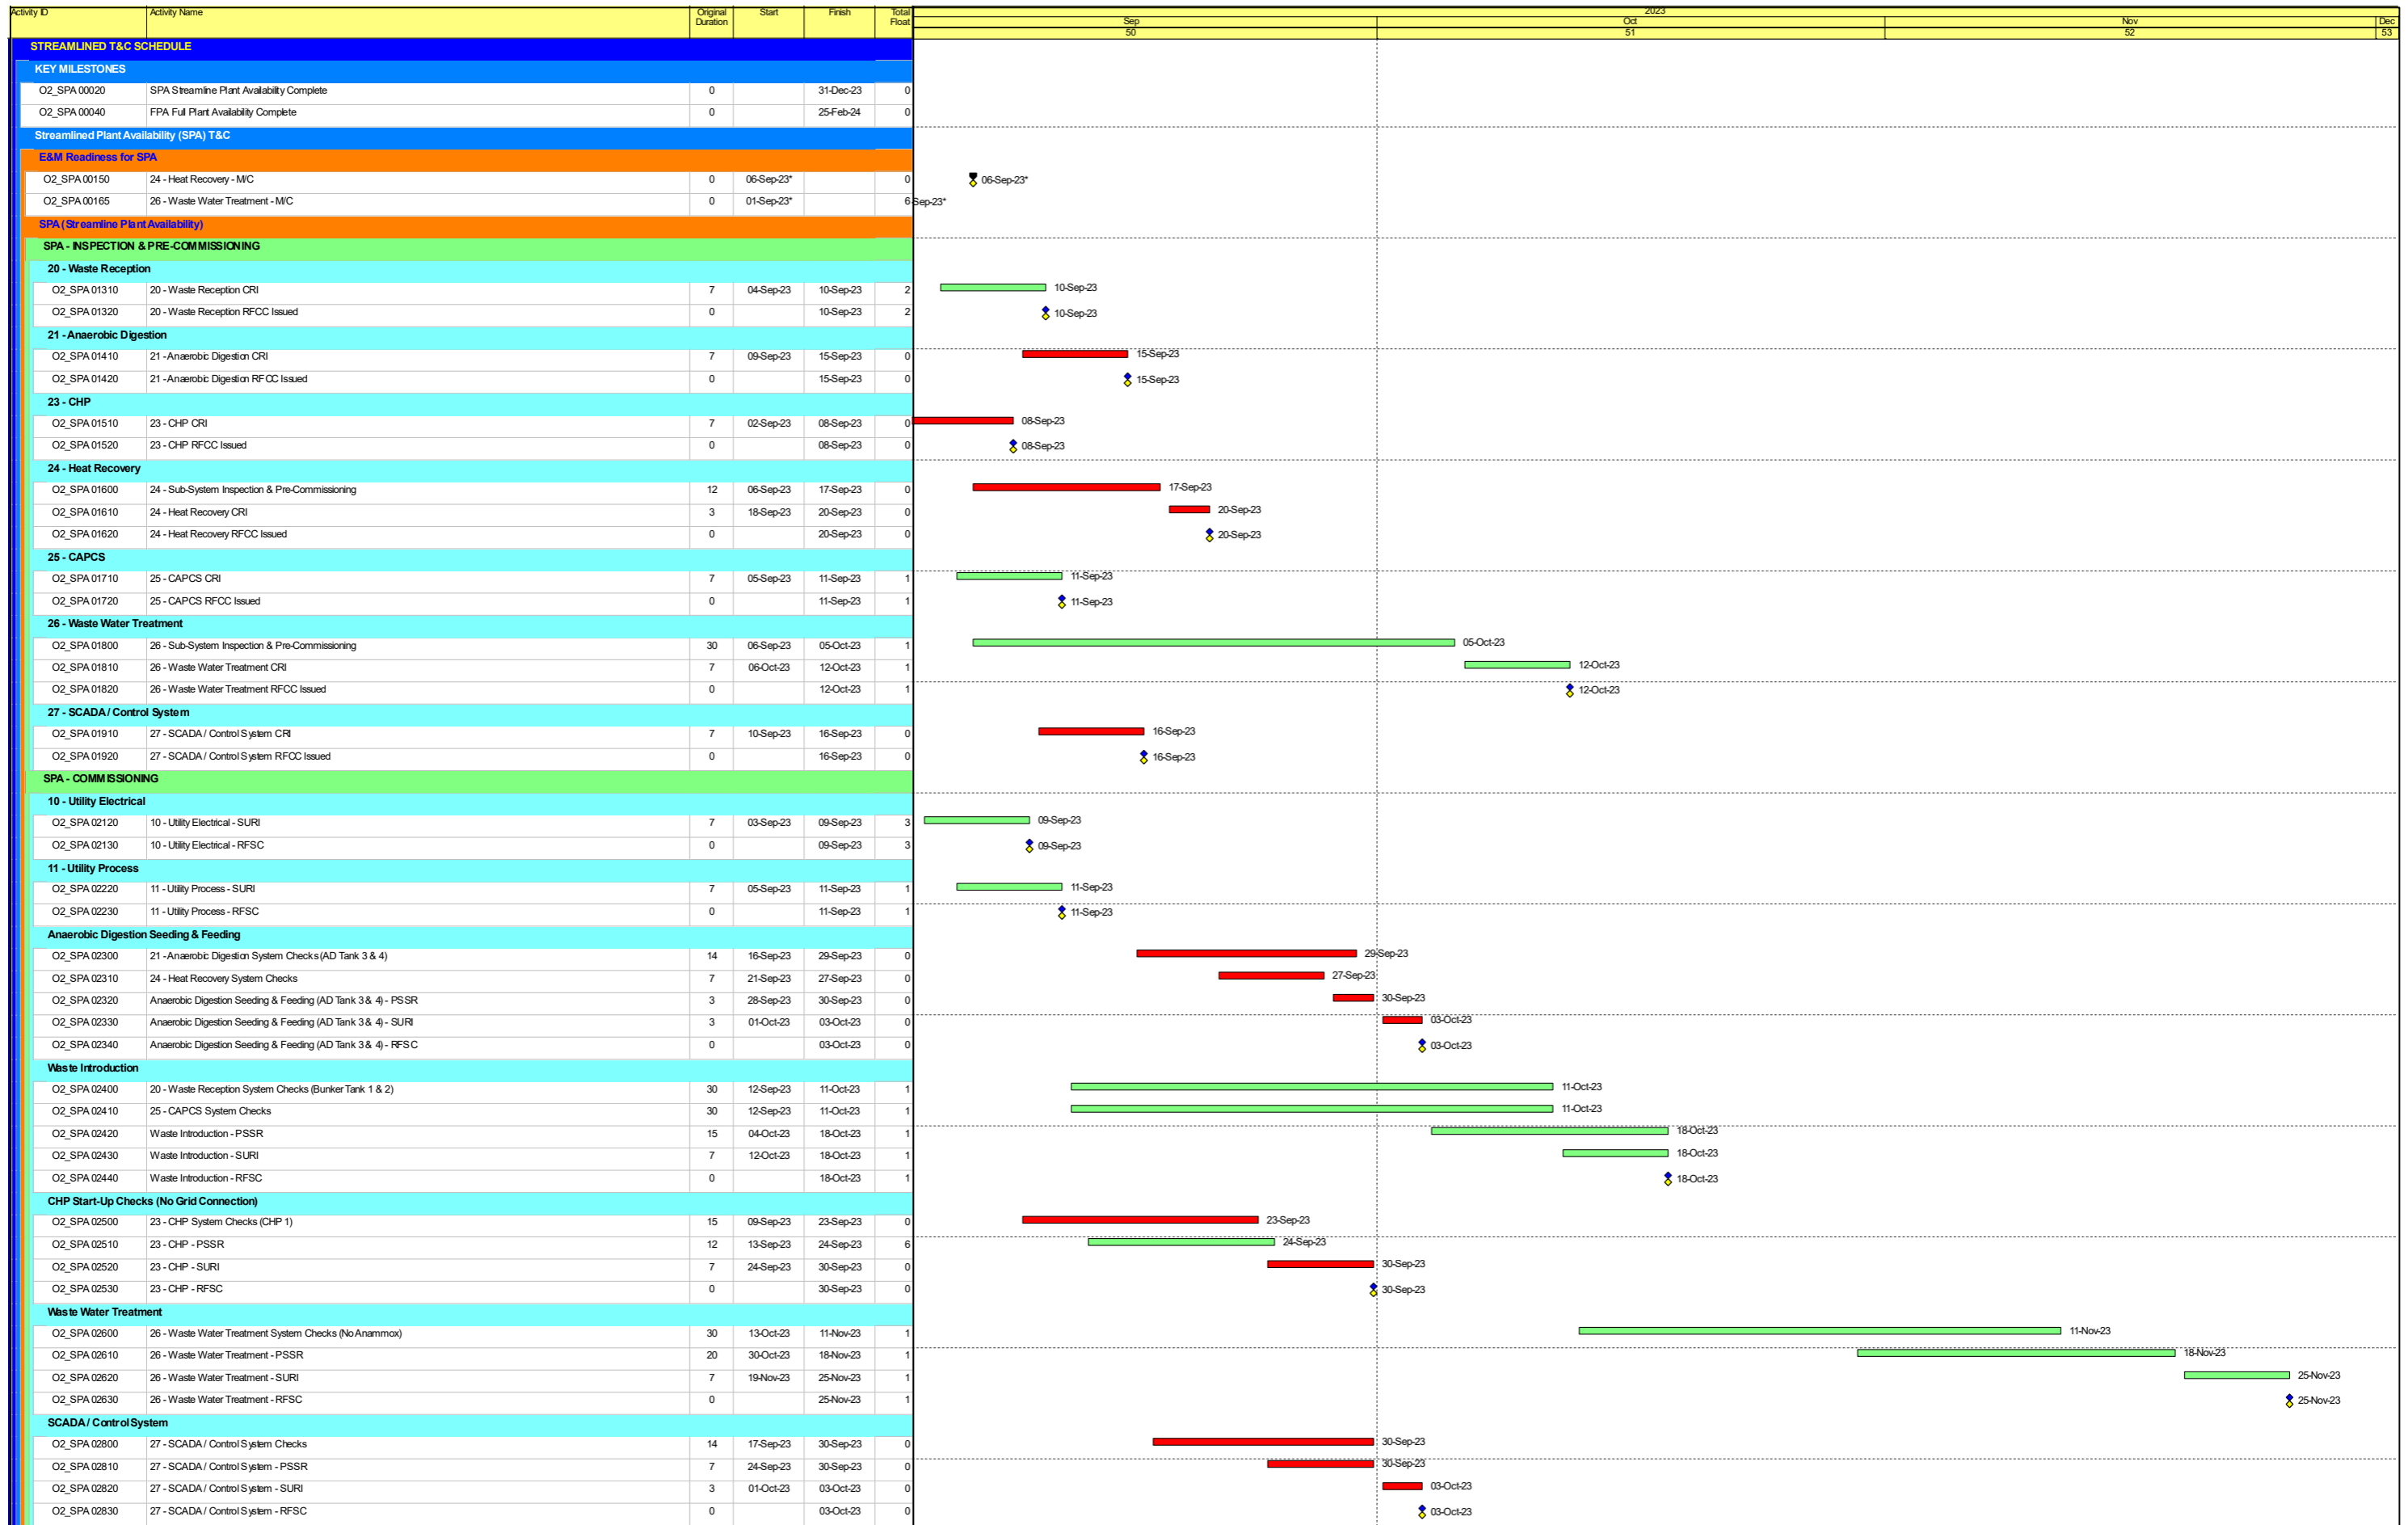 Activity ID Activity Name Original Duration Start Finish Total Float 2023
Sep Oct Nov Dec
50 51 52 53
STREAMLINED T&C SCHEDULE
KEY MILESTONES
O2_SPA 00020 SPA Streamline Plant Availability Complete 0 31-Dec-23 0
O2_SPA 00040 FPA Full Plant Availability Complete 0 25-Feb-24 0
Streamlined Plant Availability (SPA) T&C
E&M Readiness for SPA
O2_SPA 00150 24 - Heat Recovery - M/C 0 06-Sep-23* 0 06-Sep-23*
O2_SPA 00165 26 - Waste Water Treatment - M/C 0 01-Sep-23* 6 Sep-23*
SPA (Streamline Plant Availability)
SPA - INSPECTION & PRE-COMMISSIONING
20 - Waste Reception
O2_SPA 01310 20 - Waste Reception CRI 7 04-Sep-23 10-Sep-23 2 10-Sep-23
O2_SPA 01320 20 - Waste Reception RFCC Issued 0 10-Sep-23 2 10-Sep-23
21 - Anaerobic Digestion
O2_SPA 01410 21 - Anaerobic Digestion CRI 7 09-Sep-23 15-Sep-23 0 15-Sep-23
O2_SPA 01420 21 - Anaerobic Digestion RFCC Issued 0 15-Sep-23 0 15-Sep-23
23 - CHP
O2_SPA 01510 23 - CHP CRI 7 02-Sep-23 08-Sep-23 0 08-Sep-23
O2_SPA 01520 23 - CHP RFCC Issued 0 08-Sep-23 0 08-Sep-23
24 - Heat Recovery
O2_SPA 01600 24 - Sub-System Inspection & Pre-Commissioning 12 06-Sep-23 17-Sep-23 0 17-Sep-23
O2_SPA 01610 24 - Heat Recovery CRI 3 18-Sep-23 20-Sep-23 0 20-Sep-23
O2_SPA 01620 24 - Heat Recovery RFCC Issued 0 20-Sep-23 0 20-Sep-23
25 - CAPCS
O2_SPA 01710 25 - CAPCS CRI 7 05-Sep-23 11-Sep-23 1 11-Sep-23
O2_SPA 01720 25 - CAPCS RFCC Issued 0 11-Sep-23 1 11-Sep-23
26 - Waste Water Treatment
O2_SPA 01800 26 - Sub-System Inspection & Pre-Commissioning 30 06-Sep-23 05-Oct-23 1 05-Oct-23
O2_SPA 01810 26 - Waste Water Treatment CRI 7 06-Oct-23 12-Oct-23 1 12-Oct-23
O2_SPA 01820 26 - Waste Water Treatment RFCC Issued 0 12-Oct-23 1 12-Oct-23
27 - SCADA / Control System
O2_SPA 01910 27 - SCADA / Control System CRI 7 10-Sep-23 16-Sep-23 0 16-Sep-23
O2_SPA 01920 27 - SCADA / Control System RFCC Issued 0 16-Sep-23 0 16-Sep-23
SPA - COMMISSIONING
10 - Utility Electrical
O2_SPA 02120 10 - Utility Electrical - SURI 7 03-Sep-23 09-Sep-23 3 09-Sep-23
O2_SPA 02130 10 - Utility Electrical - RFSC 0 09-Sep-23 3 09-Sep-23
11 - Utility Process
O2_SPA 02220 11 - Utility Process - SURI 7 05-Sep-23 11-Sep-23 1 11-Sep-23
O2_SPA 02230 11 - Utility Process - RFSC 0 11-Sep-23 1 11-Sep-23
Anaerobic Digestion Seeding & Feeding
O2_SPA 02300 21 - Anaerobic Digestion System Checks (AD Tank 3 & 4) 14 16-Sep-23 29-Sep-23 0 29-Sep-23
O2_SPA 02310 24 - Heat Recovery System Checks 7 21-Sep-23 27-Sep-23 0 27-Sep-23
O2_SPA 02320 Anaerobic Digestion Seeding & Feeding (AD Tank 3 & 4) - PSSR 3 28-Sep-23 30-Sep-23 0 30-Sep-23
O2_SPA 02330 Anaerobic Digestion Seeding & Feeding (AD Tank 3 & 4) - SURI 3 01-Oct-23 03-Oct-23 0 03-Oct-23
O2_SPA 02340 Anaerobic Digestion Seeding & Feeding (AD Tank 3 & 4) - RFSC 0 03-Oct-23 0 03-Oct-23
Waste Introduction
O2_SPA 02400 20 - Waste Reception System Checks (Bunker Tank 1 & 2) 30 12-Sep-23 11-Oct-23 1 11-Oct-23
O2_SPA 02410 25 - CAPCS System Checks 30 12-Sep-23 11-Oct-23 1 11-Oct-23
O2_SPA 02420 Waste Introduction - PSSR 15 04-Oct-23 18-Oct-23 1 18-Oct-23
O2_SPA 02430 Waste Introduction - SURI 7 12-Oct-23 18-Oct-23 1 18-Oct-23
O2_SPA 02440 Waste Introduction - RFSC 0 18-Oct-23 1 18-Oct-23
CHP Start-Up Checks (No Grid Connection)
O2_SPA 02500 23 - CHP System Checks (CHP 1) 15 09-Sep-23 23-Sep-23 0 23-Sep-23
O2_SPA 02510 23 - CHP - PSSR 12 13-Sep-23 24-Sep-23 6 24-Sep-23
O2_SPA 02520 23 - CHP - SURI 7 24-Sep-23 30-Sep-23 0 30-Sep-23
O2_SPA 02530 23 - CHP - RFSC 0 30-Sep-23 0 30-Sep-23
Waste Water Treatment
O2_SPA 02600 26 - Waste Water Treatment System Checks (No Anammox) 30 13-Oct-23 11-Nov-23 1 11-Nov-23
O2_SPA 02610 26 - Waste Water Treatment - PSSR 20 30-Oct-23 18-Nov-23 1 18-Nov-23
O2_SPA 02620 26 - Waste Water Treatment - SURI 7 19-Nov-23 25-Nov-23 1 25-Nov-23
O2_SPA 02630 26 - Waste Water Treatment - RFSC 0 25-Nov-23 1 25-Nov-23
SCADA / Control System
O2_SPA 02800 27 - SCADA / Control System Checks 14 17-Sep-23 30-Sep-23 0 30-Sep-23
O2_SPA 02810 27 - SCADA / Control System - PSSR 7 24-Sep-23 30-Sep-23 0 30-Sep-23
O2_SPA 02820 27 - SCADA / Control System - SURI 3 01-Oct-23 03-Oct-23 0 03-Oct-23
O2_SPA 02830 27 - SCADA / Control System - RFSC 0 03-Oct-23 0 03-Oct-23